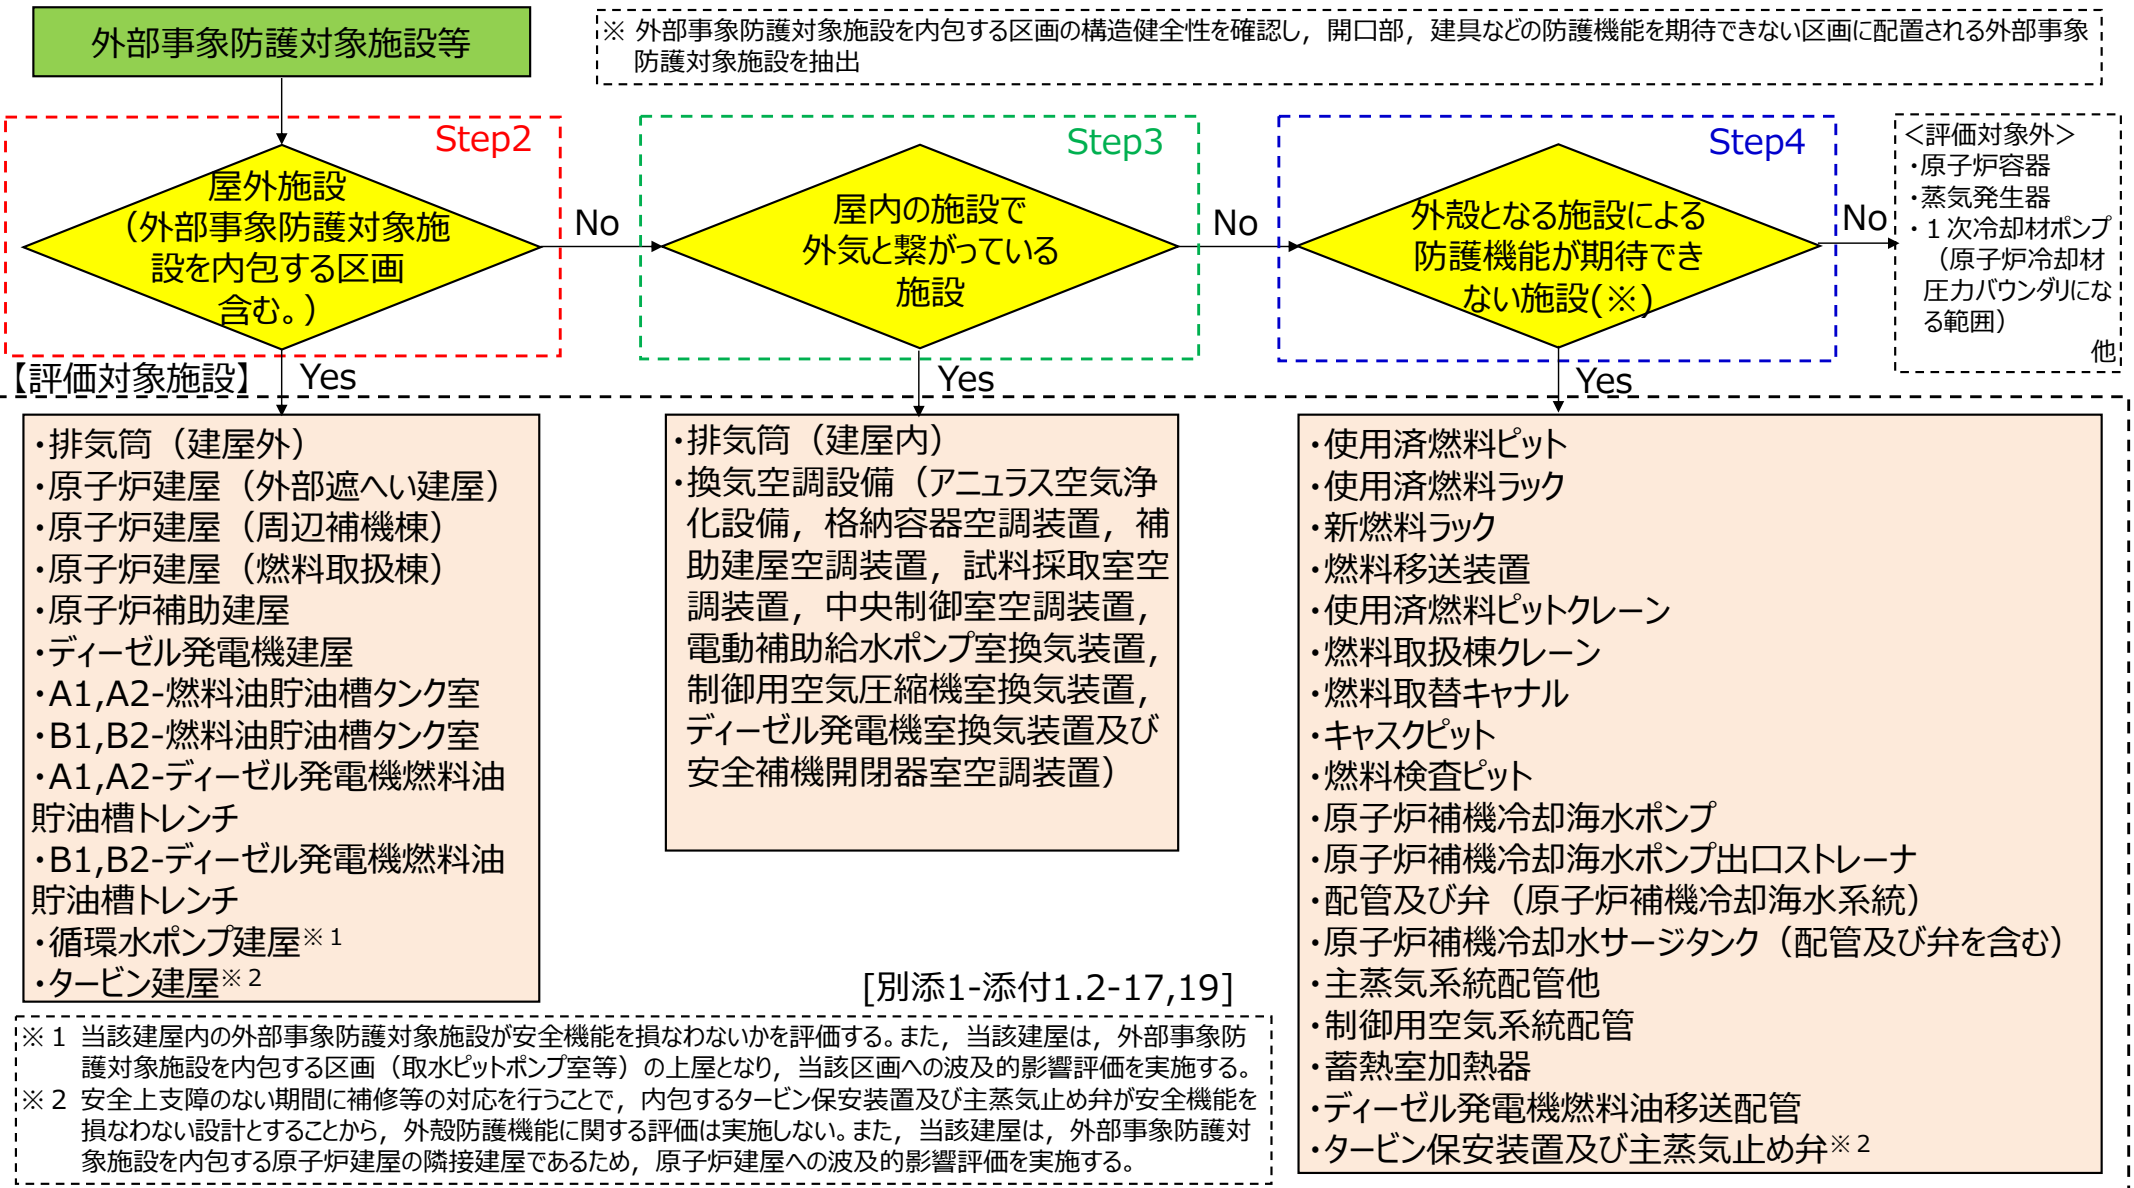 外部事象防護対象施設等
※ 外部事象防護対象施設を内包する区画の構造健全性を確認し，開口部，建具などの防護機能を期待できない区画に配置される外部事象
防護対象施設を抽出
Step2
屋外施設
（外部事象防護対象施
設を内包する区画
含む。）
No
Step3
屋内の施設で
外気と繋がっている
施設
No
Step4
外殻となる施設による
防護機能が期待でき
ない施設(※)
No
＜評価対象外＞
・原子炉容器
・蒸気発生器
・１次冷却材ポンプ
（原子炉冷却材
圧力バウンダリにな
る範囲）
他
【評価対象施設】
Yes
Yes
Yes
・排気筒（建屋外）
・原子炉建屋（外部遮へい建屋）
・原子炉建屋（周辺補機棟）
・原子炉建屋（燃料取扱棟）
・原子炉補助建屋
・ディーゼル発電機建屋
・A1,A2-燃料油貯油槽タンク室
・B1,B2-燃料油貯油槽タンク室
・A1,A2-ディーゼル発電機燃料油
貯油槽トレンチ
・B1,B2-ディーゼル発電機燃料油
貯油槽トレンチ
・循環水ポンプ建屋※１
・タービン建屋※２
・排気筒（建屋内）
・換気空調設備（アニュラス空気浄
化設備，格納容器空調装置，補
助建屋空調装置，試料採取室空
調装置，中央制御室空調装置，
電動補助給水ポンプ室換気装置，
制御用空気圧縮機室換気装置，
ディーゼル発電機室換気装置及び
安全補機開閉器室空調装置）
・使用済燃料ピット
・使用済燃料ラック
・新燃料ラック
・燃料移送装置
・使用済燃料ピットクレーン
・燃料取扱棟クレーン
・燃料取替キャナル
・キャスクピット
・燃料検査ピット
・原子炉補機冷却海水ポンプ
・原子炉補機冷却海水ポンプ出口ストレーナ
・配管及び弁（原子炉補機冷却海水系統）
・原子炉補機冷却水サージタンク（配管及び弁を含む）
・主蒸気系統配管他
・制御用空気系統配管
・蓄熱室加熱器
・ディーゼル発電機燃料油移送配管
・タービン保安装置及び主蒸気止め弁※２
[別添1-添付1.2-17,19]
※１ 当該建屋内の外部事象防護対象施設が安全機能を損なわないかを評価する。また，当該建屋は，外部事象防
護対象施設を内包する区画（取水ピットポンプ室等）の上屋となり，当該区画への波及的影響評価を実施する。
※２ 安全上支障のない期間に補修等の対応を行うことで，内包するタービン保安装置及び主蒸気止め弁が安全機能を
損なわない設計とすることから，外殻防護機能に関する評価は実施しない。また，当該建屋は，外部事象防護対
象施設を内包する原子炉建屋の隣接建屋であるため，原子炉建屋への波及的影響評価を実施する。